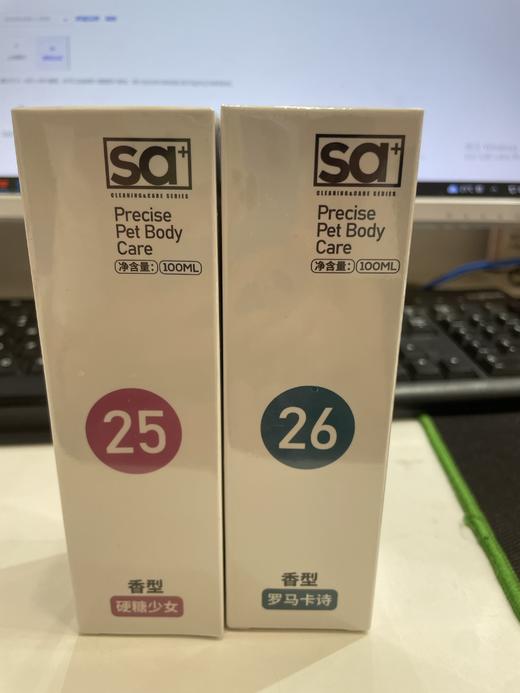 sa+
CLEANING&CARE SERIES
Precise
Pet Body
Care
净含量： 100ML
25
香型
硬糖少女
sa+
CLEANING&CARE SERIES
Precise
Pet Body
Care
净含量： 100ML
26
香型
罗马卡诗